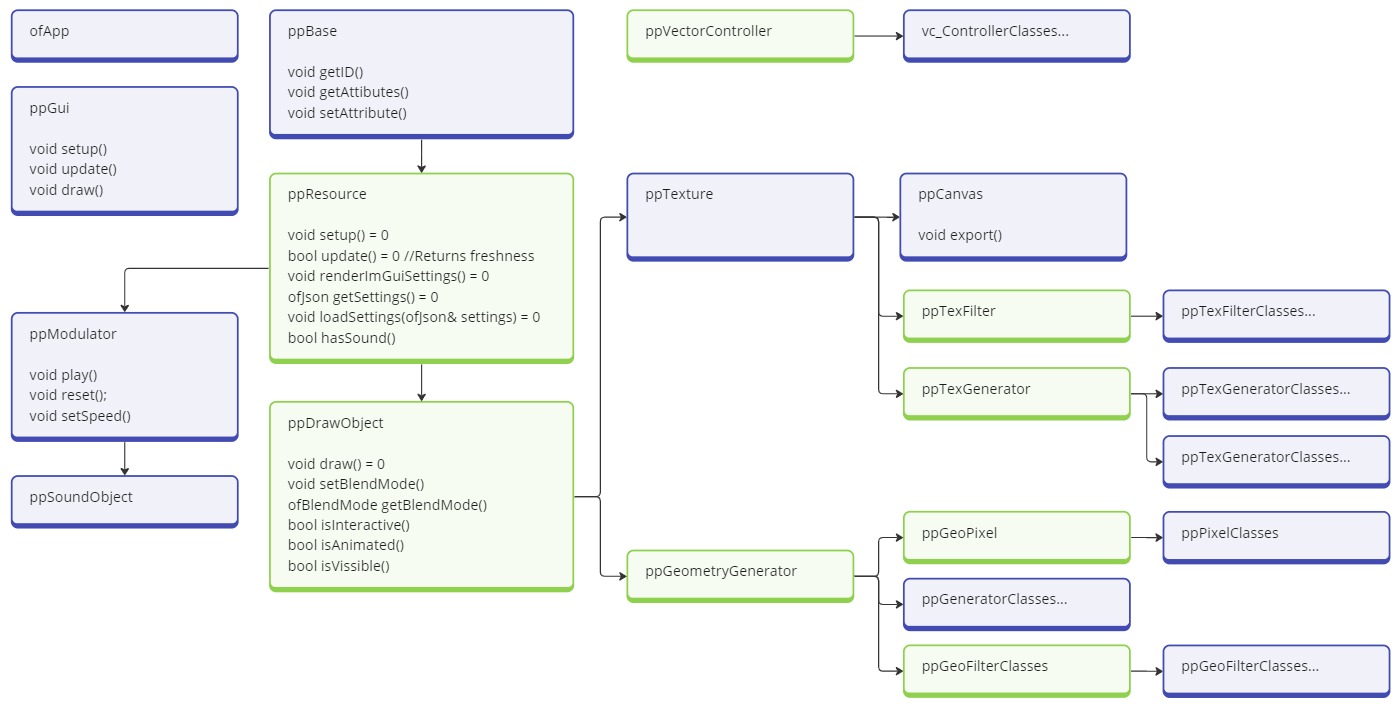 ofApp
ppGui
void setup()
void update()
void draw()
ppBase
void getID()
void getAttibutes()
void setAttribute()
ppResource
void setup() = 0
bool update() = 0 //Returns freshness
void renderImGuiSettings() = 0
ofJson getSettings() = 0
void loadSettings(ofJson& settings) = 0
bool hasSound()
ppModulator
void play()
void reset();
void setSpeed()
ppSoundObject
ppDrawObject
void draw() = 0
void setBlendMode()
ofBlendMode getBlendMode()
bool isInteractive()
bool isAnimated()
bool isVissible()
ppVectorController
vc_ControllerClasses...
ppTexture
ppCanvas
void export()
ppTexFilter
ppTexFilterClasses...
ppTexGenerator
ppTexGeneratorClasses...
ppTexGeneratorClasses...
ppGeometryGenerator
ppGeoPixel
ppPixelClasses
ppGeneratorClasses...
ppGeoFilterClasses
ppGeoFilterClasses...